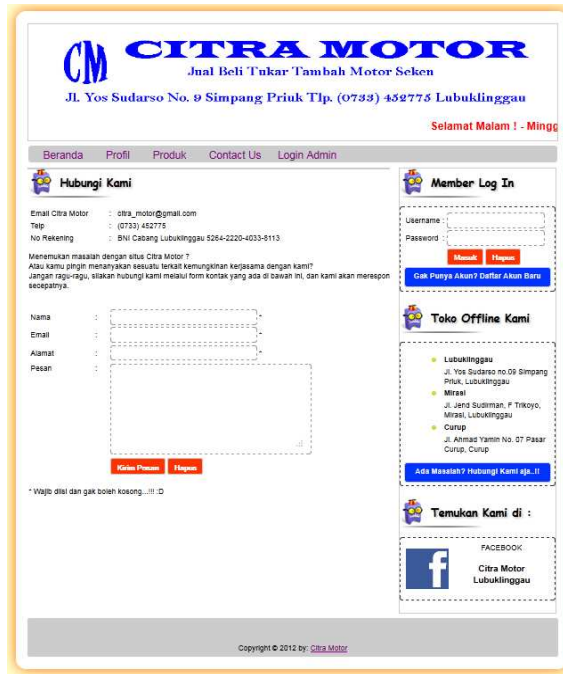 CM CITRA MOTOR
Jual Beli Tukar Tambah Motor Seken
Jl. Yos Sudarso No. 9 Simpang Priuk Tlp. (0733) 452775 Lubuklinggau
Selamat Malam ! - Mingg
Beranda Profil Produk Contact Us Login Admin
Hubungi Kami
Email Citra Motor : citra_motor@gmail.com
Telp : (0733) 452775
No Rekening : BNI Cabang Lubuklinggau 5264-2220-4033-8113
Menemukan masalah dengan situs Citra Motor ?
Atau kamu pingin menanyakan sesuatu terkait kemungkinan kerjasama dengan kami?
Jangan ragu-ragu, silakan hubungi kami melalui form kontak yang ada di bawah ini, dan kami akan merespon
secepatnya.
Nama : *
Email : *
Alamat : *
Pesan :
Kirim Pesan Hapus
* Wajib diisi dan gak boleh kosong...!!! :D
Member Log In
Username :
Password :
Masuk Hapus
Gak Punya Akun? Daftar Akun Baru
Toko Offline Kami
Lubuklinggau
Jl. Yos Sudarso no.09 Simpang
Priuk, Lubuklinggau
Mirasi
Jl. Jend Sudirman, F Trikoyo,
Mirasi, Lubuklinggau
Curup
Jl. Ahmad Yamin No. 07 Pasar
Curup, Curup
Ada Masalah? Hubungi Kami aja..!!
Temukan Kami di :
f
FACEBOOK
Citra Motor
Lubuklinggau
Copyright © 2012 by: Citra Motor